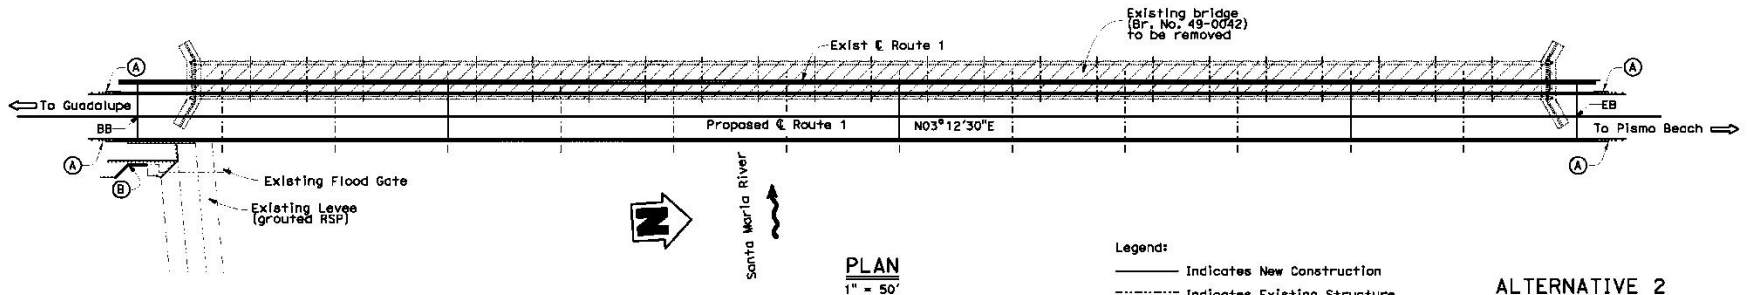 Existing bridge
(Br. No. 49-0042)
to be removed
Exist ℄ Route 1
A
A
To Guadalupe
BB
EB
Proposed ℄ Route 1
N03°12'30"E
To Pismo Beach
A
A
B
Existing Flood Gate
Existing Levee
(grouted RSP)
N
Santa Maria River
PLAN
1" = 50'
Legend:
Indicates New Construction
Indicates Existing Structure
ALTERNATIVE 2